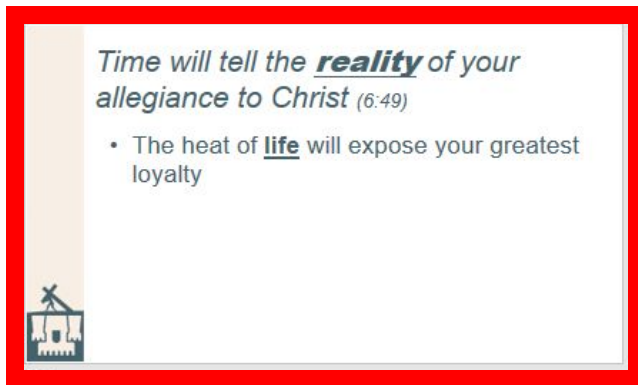 Time will tell the reality of your
allegiance to Christ (6:49)
• The heat of life will expose your greatest
loyalty